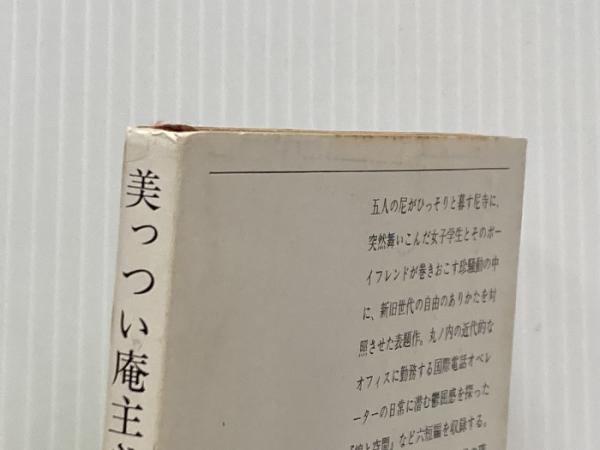 美っつい庵主
五人の尼がひっそりと暮す尼寺に、
突然舞いこんだ女子学生とそのボー
イフレンドが巻きおこす珍騒動の中
に、新旧世代の自由のありかたを対
照させた表題作。丸ノ内の近代的な
オフィスに勤務する国際電話オペレ
ーターの日常に潜む鬱屈感を探った
と空間』など六短編を収録する。